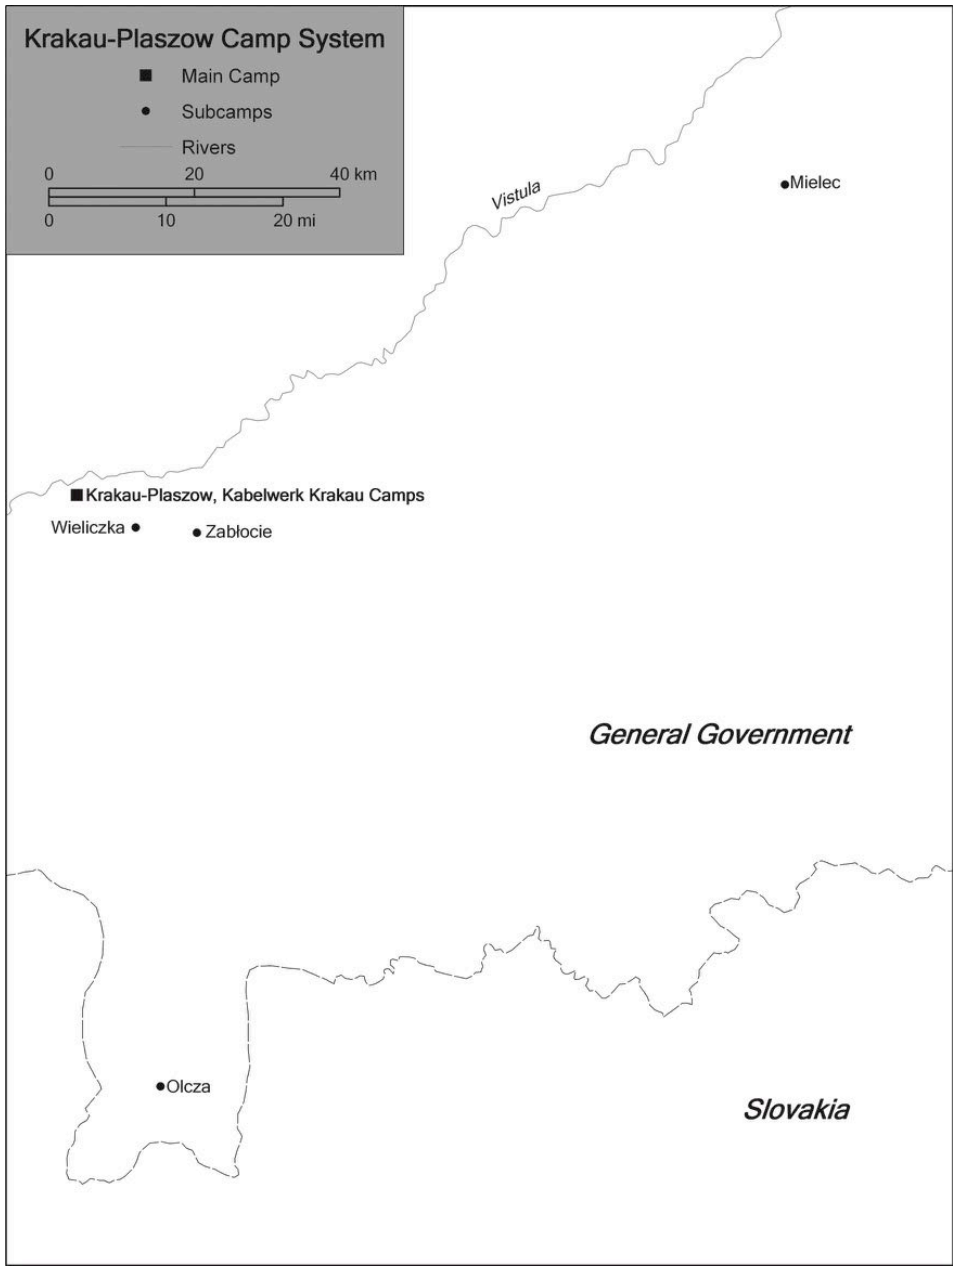 Krakau-Plaszow Camp System
Main Camp
Subcamps
Rivers
0 20 40 km
0 10 20 mi
Mielec
Vistula
Krakau-Plaszow, Kabelwerk Krakau Camps
Wieliczka
Zabłocie
General Government
Olcza
Slovakia